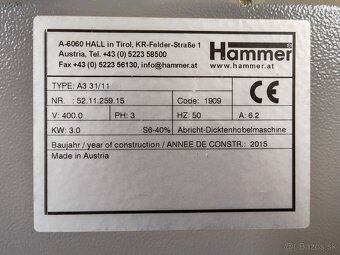 A-6060 HALL in Tirol, KR-Felder-Straße 1
Austria, Tel. +43 (0) 5223 58500
Fax +43 (0) 5223 56130, info@hammer.at
Hammer
www.hammer.at
TYPE: A3 31/11
NR. : 52.11.259.15 Code: 1909
V: 400.0 PH: 3 HZ: 50 A: 6.2
KW: 3.0 S6-40% Abricht-Dicktenhobelmaschine
Baujahr / year of construction / ANNEE DE CONSTR.: 2015
Made in Austria
CE
Bazos.sk